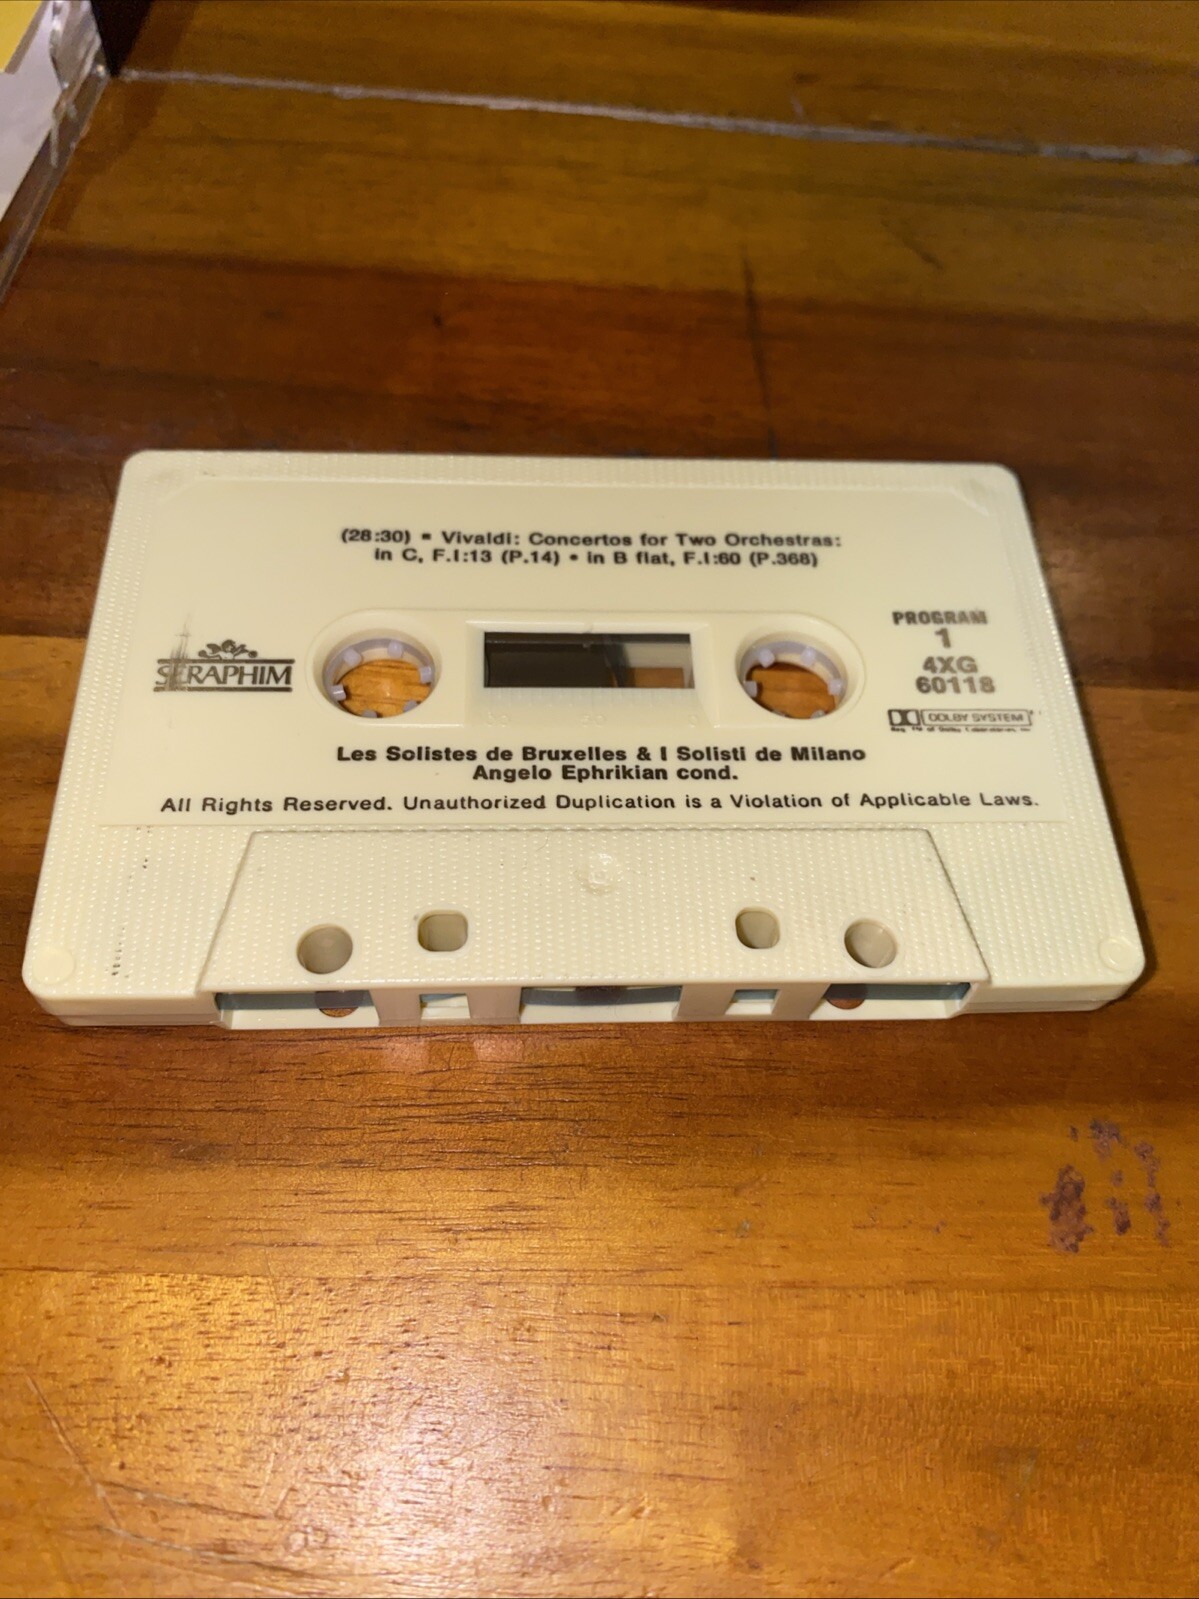 (28:30) ▪ Vivaldi: Concertos for Two Orchestras:
in C, F.I:13 (P.14) • in B flat, F.I:60 (P.368)
SERAPHIM
PROGRAM
1
4XG
60118
DOLBY SYSTEM
Les Solistes de Bruxelles & I Solisti de Milano
Angelo Ephrikian cond.
All Rights Reserved. Unauthorized Duplication is a Violation of Applicable Laws.